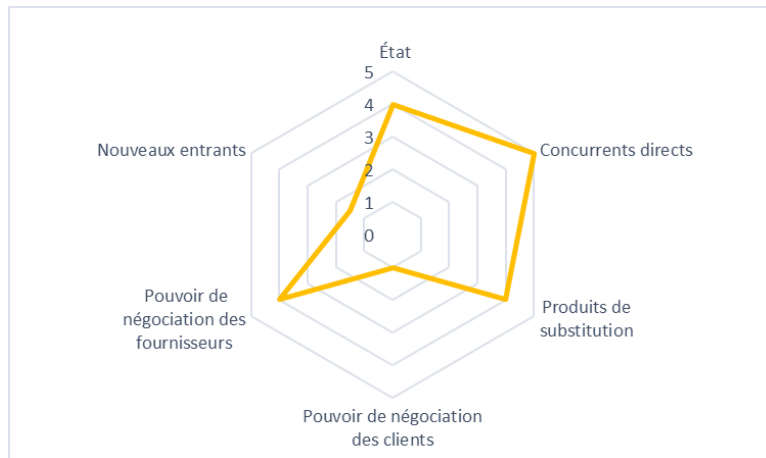 État
5
4
3
2
1
0
Nouveaux entrants
Concurrents directs
Pouvoir de
négociation des
fournisseurs
Produits de
substitution
Pouvoir de négociation
des clients